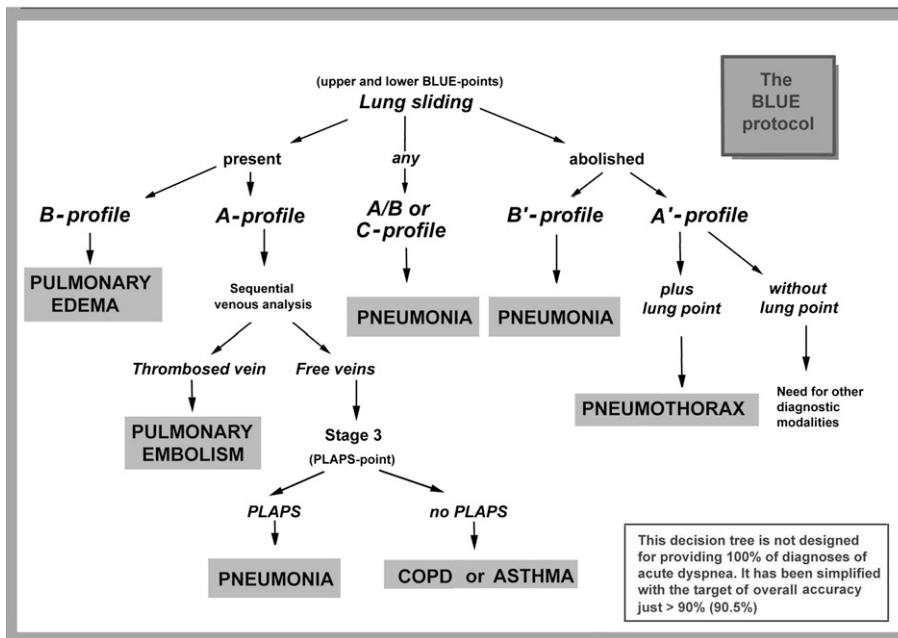 The
BLUE
protocol
(upper and lower BLUE-points)
Lung sliding
present
any
abolished
B-profile
A-profile
A/B or
C-profile
B'-profile
A'-profile
PULMONARY
EDEMA
Sequential
venous analysis
PNEUMONIA
PNEUMONIA
plus
lung point
without
lung point
Thrombosed vein
Free veins
PULMONARY
EMBOLISM
Stage 3
(PLAPS-point)
PNEUMOTHORAX
Need for other
diagnostic
modalities
PLAPS
no PLAPS
PNEUMONIA
COPD or ASTHMA
This decision tree is not designed
for providing 100% of diagnoses of
acute dyspnea. It has been simplified
with the target of overall accuracy
just > 90% (90.5%)